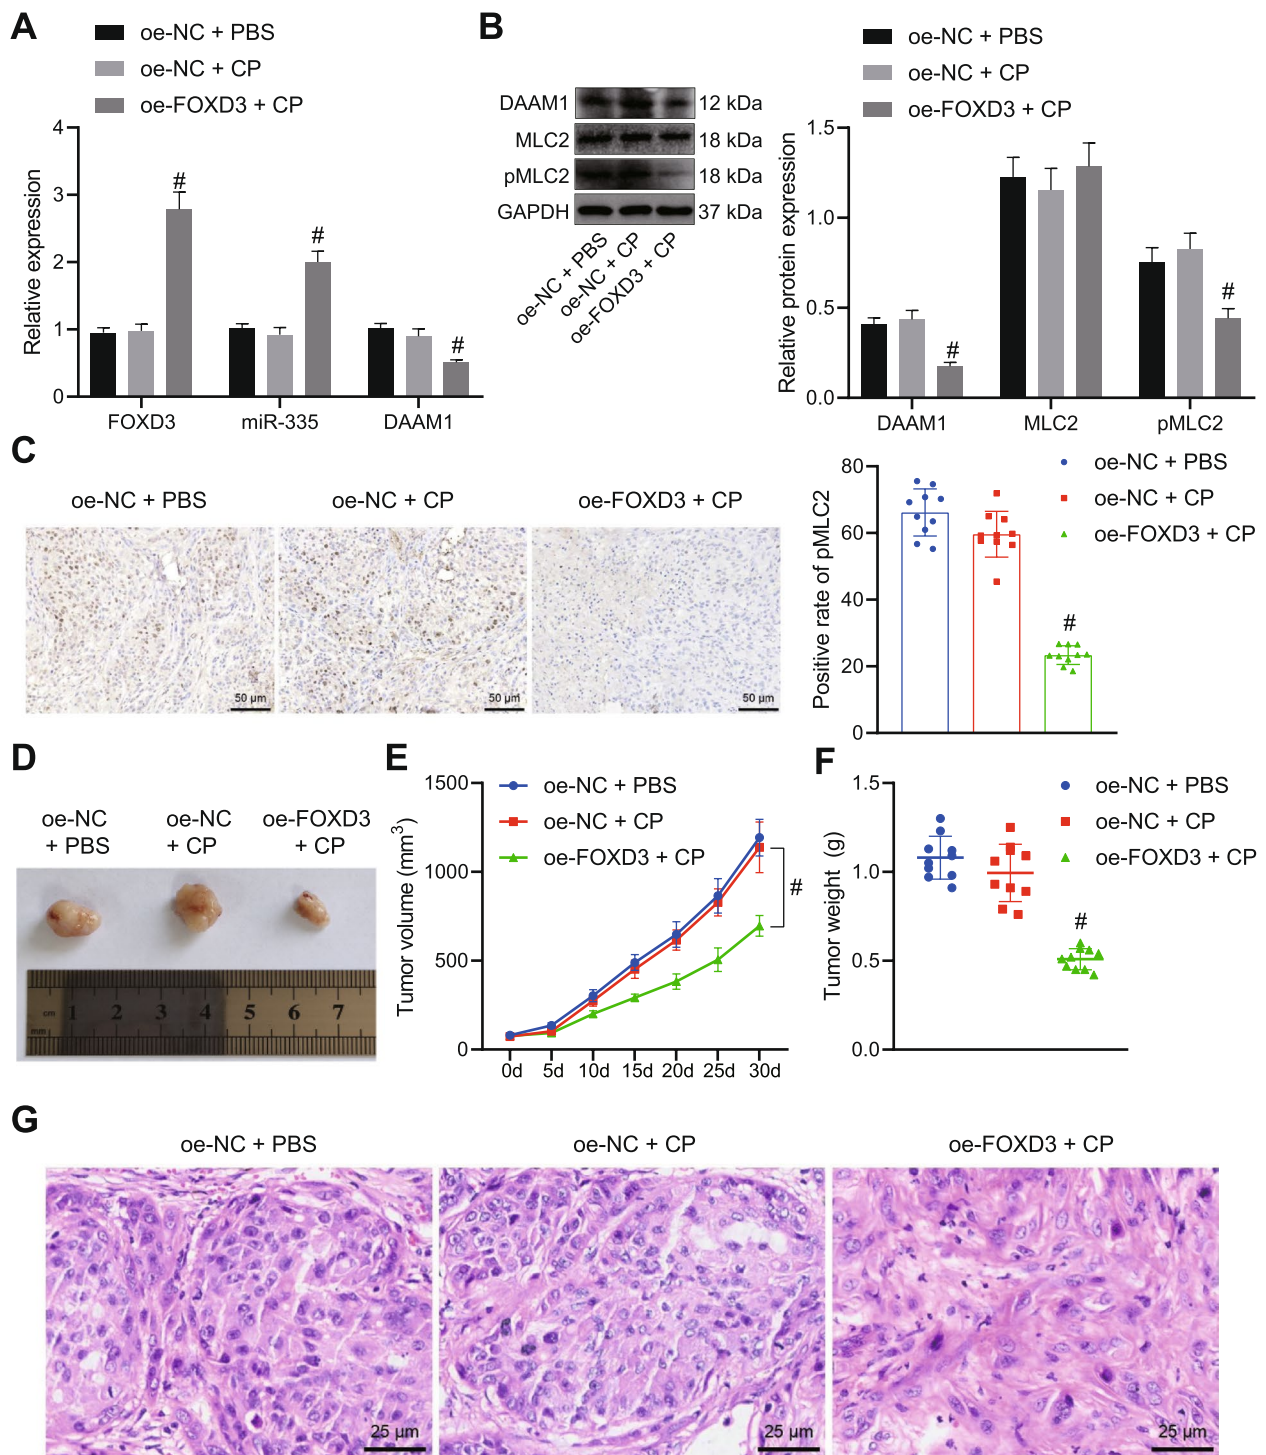 A
oe-NC + PBS
oe-NC + CP
oe-FOXD3 + CP
Relative expression
4
3
2
1
0
#
#
#
FOXD3
miR-335
DAAM1
B
DAAM1
12 kDa
MLC2
18 kDa
pMLC2
18 kDa
GAPDH
37 kDa
oe-NC + PBS
oe-NC + CP
oe-FOXD3 + CP
oe-NC + PBS
oe-NC + CP
oe-FOXD3 + CP
Relative protein expression
1.5
1.0
0.5
0.0
#
#
DAAM1
MLC2
pMLC2
C
oe-NC + PBS
oe-NC + CP
oe-FOXD3 + CP
50 µm
50 µm
50 µm
Positive rate of pMLC2
80
60
40
20
0
#
oe-NC + PBS
oe-NC + CP
oe-FOXD3 + CP
D
oe-NC
+ PBS
oe-NC
+ CP
oe-FOXD3
+ CP
cm 1 2 3 4 5 6 7
mm
E
Tumor volume (mm³)
1500
1000
500
0
oe-NC + PBS
oe-NC + CP
oe-FOXD3 + CP
#
0d 5d 10d 15d 20d 25d 30d
F
Tumor weight (g)
1.5
1.0
0.5
0.0
#
oe-NC + PBS
oe-NC + CP
oe-FOXD3 + CP
G
oe-NC + PBS
oe-NC + CP
oe-FOXD3 + CP
25 µm
25 µm
25 µm